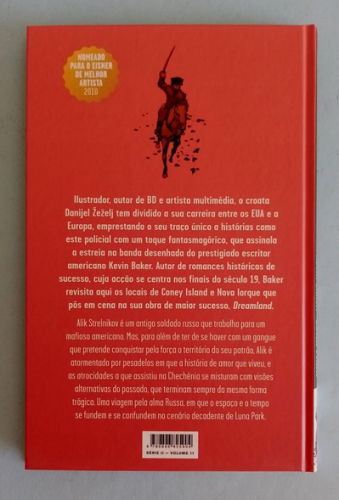 NOMEADO
PARA O EISNER
DE MELHOR
ARTISTA
2010
Ilustrador, autor de BD e artista multimédia, o croata
Danijel Žeželj tem dividido a sua carreira entre os EUA e a
Europa, emprestando o seu traço único a histórias como
este policial com um toque fantasmagórico, que assinala
a estreia na banda desenhada do prestigiado escritor
americano Kevin Baker. Autor de romances históricos de
sucesso, cuja acção se centra nos finais do século 19, Baker
revisita aqui os locais de Coney Island e Nova Iorque que
pôs em cena na sua obra de maior sucesso, Dreamland.
Alik Strelnikov é um antigo soldado russo que trabalha para um
mafioso americano. Mas, para além de ter de se haver com um gangue
que pretende conquistar pela força o território do seu patrão, Alik é
atormentado por pesadelos em que a história de amor que viveu, e
as atrocidades a que assistiu na Chechénia se misturam com visões
alternativas do passado, que terminam sempre da mesma forma
trágica. Uma viagem pela alma Russa, em que o espaço e a tempo
se fundem e se confundem no cenário decadente de Luna Park.
SÉRIE II — VOLUME 11